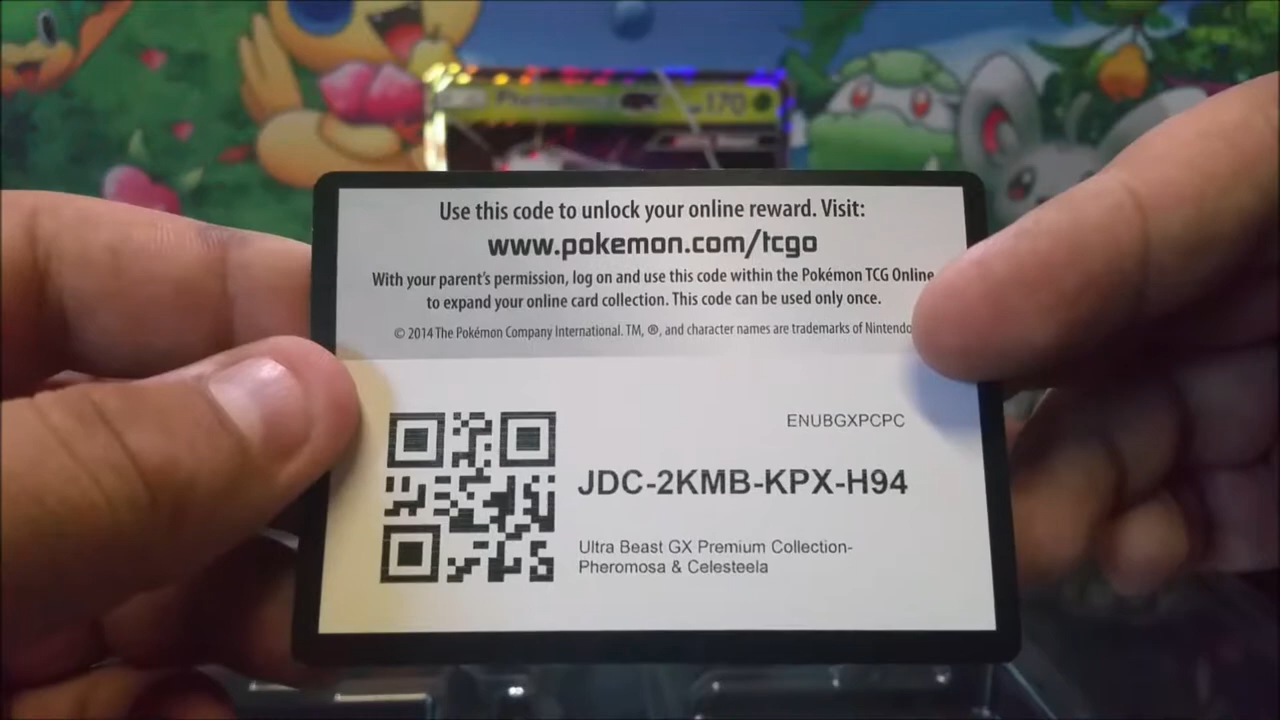 Pheromosa GX 170
Use this code to unlock your online reward. Visit:
www.pokemon.com/tcgo
With your parent's permission, log on and use this code within the Pokémon TCG Online
to expand your online card collection. This code can be used only once.
© 2014 The Pokémon Company International. TM, ®, and character names are trademarks of Nintendo
ENUBGXPCPC
JDC-2KMB-KPX-H94
Ultra Beast GX Premium Collection-
Pheromosa & Celesteela